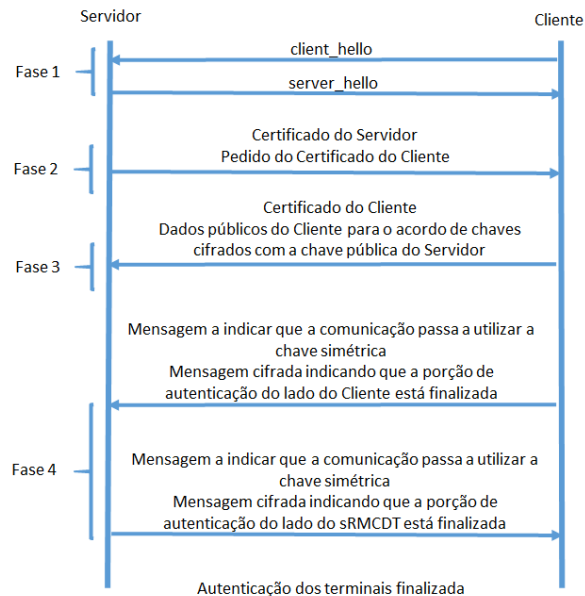 Servidor
Cliente
client_hello
Fase 1
server_hello
Certificado do Servidor
Pedido do Certificado do Cliente
Fase 2
Certificado do Cliente
Dados públicos do Cliente para o acordo de chaves
cifrados com a chave pública do Servidor
Fase 3
Mensagem a indicar que a comunicação passa a utilizar a
chave simétrica
Mensagem cifrada indicando que a porção de
autenticação do lado do Cliente está finalizada
Fase 4
Mensagem a indicar que a comunicação passa a utilizar a
chave simétrica
Mensagem cifrada indicando que a porção de
autenticação do lado do sRMCDT está finalizada
Autenticação dos terminais finalizada